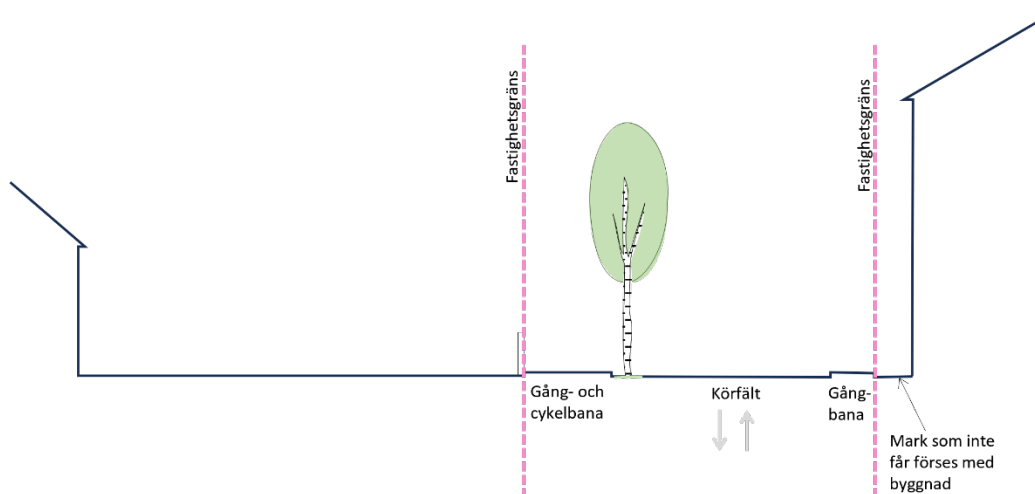 Fastighetsgräns
Fastighetsgräns
Gång- och
cykelbana
Körfält
Gång-
bana
Mark som inte
får förses med
byggnad